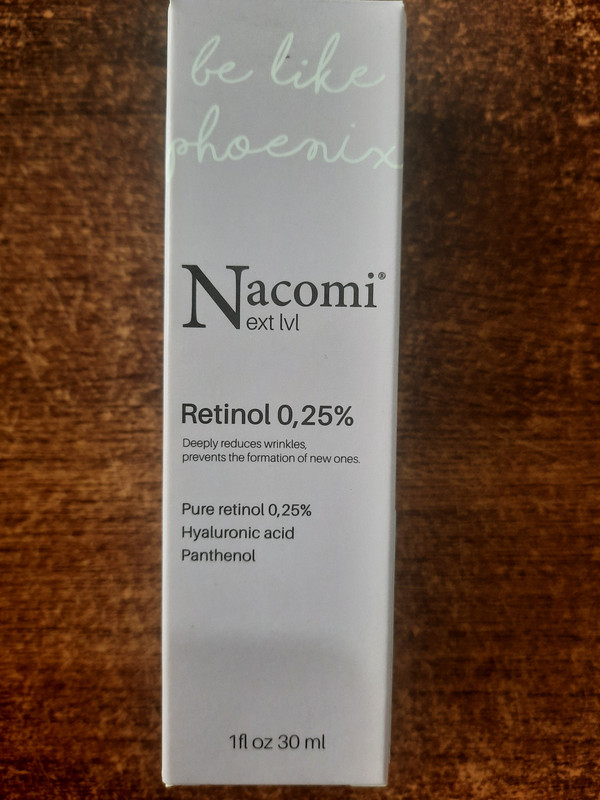 be like
phoenix
Nacomi®
ext lvl
Retinol 0,25%
Deeply reduces wrinkles,
prevents the formation of new ones.
Pure retinol 0,25%
Hyaluronic acid
Panthenol
1fl oz 30 ml